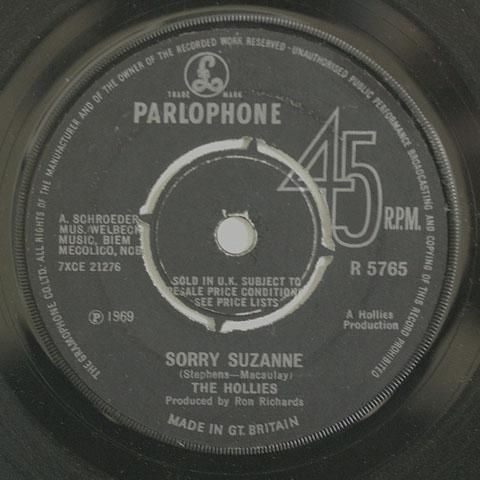 ALL RIGHTS OF THE MANUFACTURER AND OF THE OWNER OF THE RECORDED WORK RESERVED - UNAUTHORISED PUBLIC PERFORMANCE BROADCASTING AND COPYING OF THIS RECORD PROHIBITED
THE GRAMOPHONE CO. LTD.
£
TRADE MARK
PARLOPHONE
45
R.P.M.
A. SCHROEDER
MUS./WELBECK
MUSIC, BIEM
MECOLICO, NCB
7XCE 21276
R 5765
SOLD IN U.K. SUBJECT TO
RESALE PRICE CONDITIONS
SEE PRICE LISTS
℗ 1969
A Hollies
Production
SORRY SUZANNE
(Stephens—Macaulay)
THE HOLLIES
Produced by Ron Richards
MADE IN GT. BRITAIN